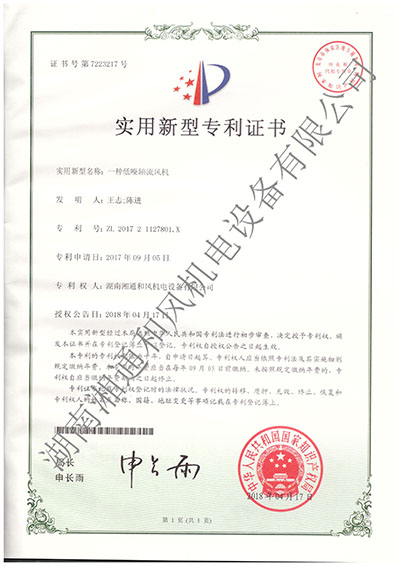 证书号第7223217号
实用新型专利证书
实用新型名称:一种低噪轴流风机
发明人:王志;陈进
专利号:ZL 2017 2 1127801.X
专利申请日:2017年09月05日
专利权人:湖南湘通和风机电设备有限公司
授权公告日:2018年04月17日
本实用新型经过本局依照中华人民共和国专利法进行初步审查,决定授予专利权,颁
发本证书并在专利登记簿上予以登记。专利权自授权公告之日起生效。
本专利的专利权期限为十年,自申请日起算。专利权人应当依照专利法及其实施细则
规定缴纳年费。本专利的年费应当在每年09月05日前缴纳。未按照规定缴纳年费的,专
利权自应当缴纳年费期满之日起终止。
专利证书记载专利权登记时的法律状况。专利权的转移、质押、无效、终止、恢复和
专利权人的姓名或名称、国籍、地址变更等事项记载在专利登记簿上。
局长
申长雨
申长雨
中华人民共和国国家知识产权局
2018年04月17日
第1页(共1页)
湖南湘通和风机电设备有限公司